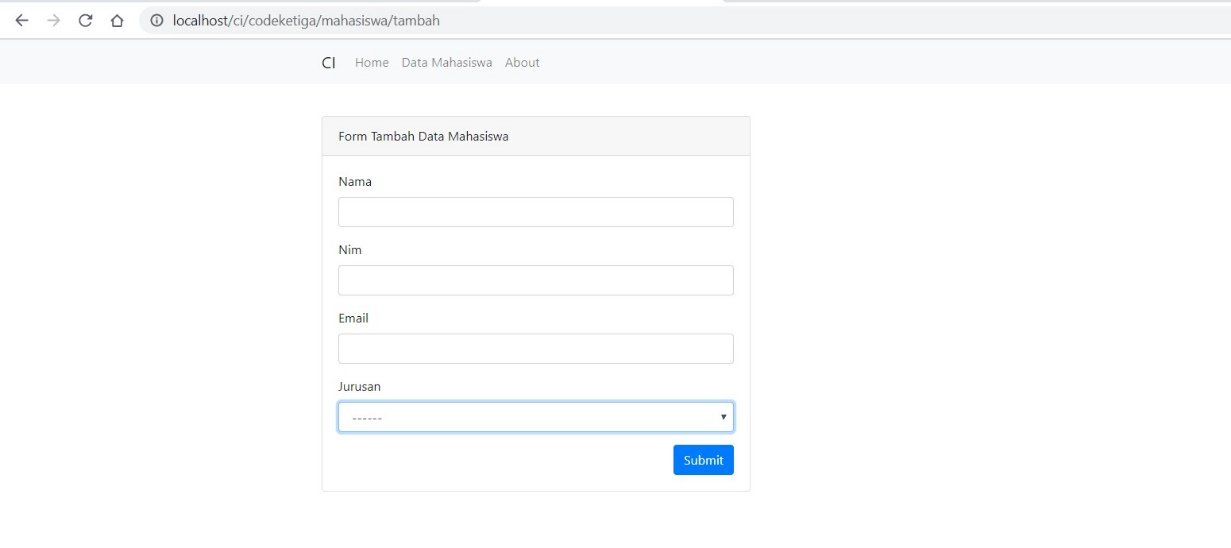 localhost/ci/codeketiga/mahasiswa/tambah
CI Home Data Mahasiswa About
Form Tambah Data Mahasiswa
Nama
Nim
Email
Jurusan
------
Submit